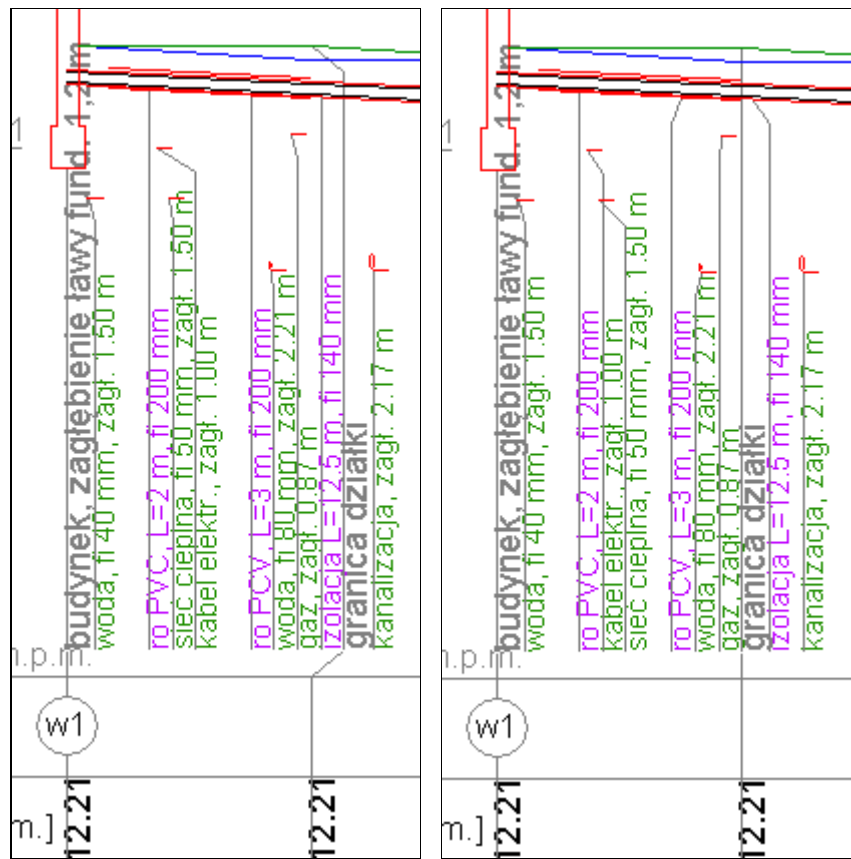 1
budynek, zagłębienie ławy fund. 1,2 m
woda, fi 40 mm, zagł. 1.50 m
ro PVC, L=2 m, fi 200 mm
siec cieplna, fi 50 mm, zagł. 1.50 m
kabel elektr., zagł. 1.00 m
ro PCV, L=3 m, fi 200 mm
woda, fi 80 mm, zagł. 2.21 m
gaz, zagł. 0.87 m
izolacja L=12.5 m, fi 140 mm
granica działki
kanalizacja, zagł. 2.17 m
n.p.m.
w1
m.]
12.21
12.21
1
budynek, zagłębienie ławy fund. 1,2 m
woda, fi 40 mm, zagł. 1.50 m
ro PVC, L=2 m, fi 200 mm
kabel elektr., zagł. 1.00 m
siec cieplna, fi 50 mm, zagł. 1.50 m
ro PCV, L=3 m, fi 200 mm
woda, fi 80 mm, zagł. 2.21 m
gaz, zagł. 0.87 m
granica działki
izolacja L=12.5 m, fi 140 mm
kanalizacja, zagł. 2.17 m
n.p.m.
w1
m.]
12.21
12.21